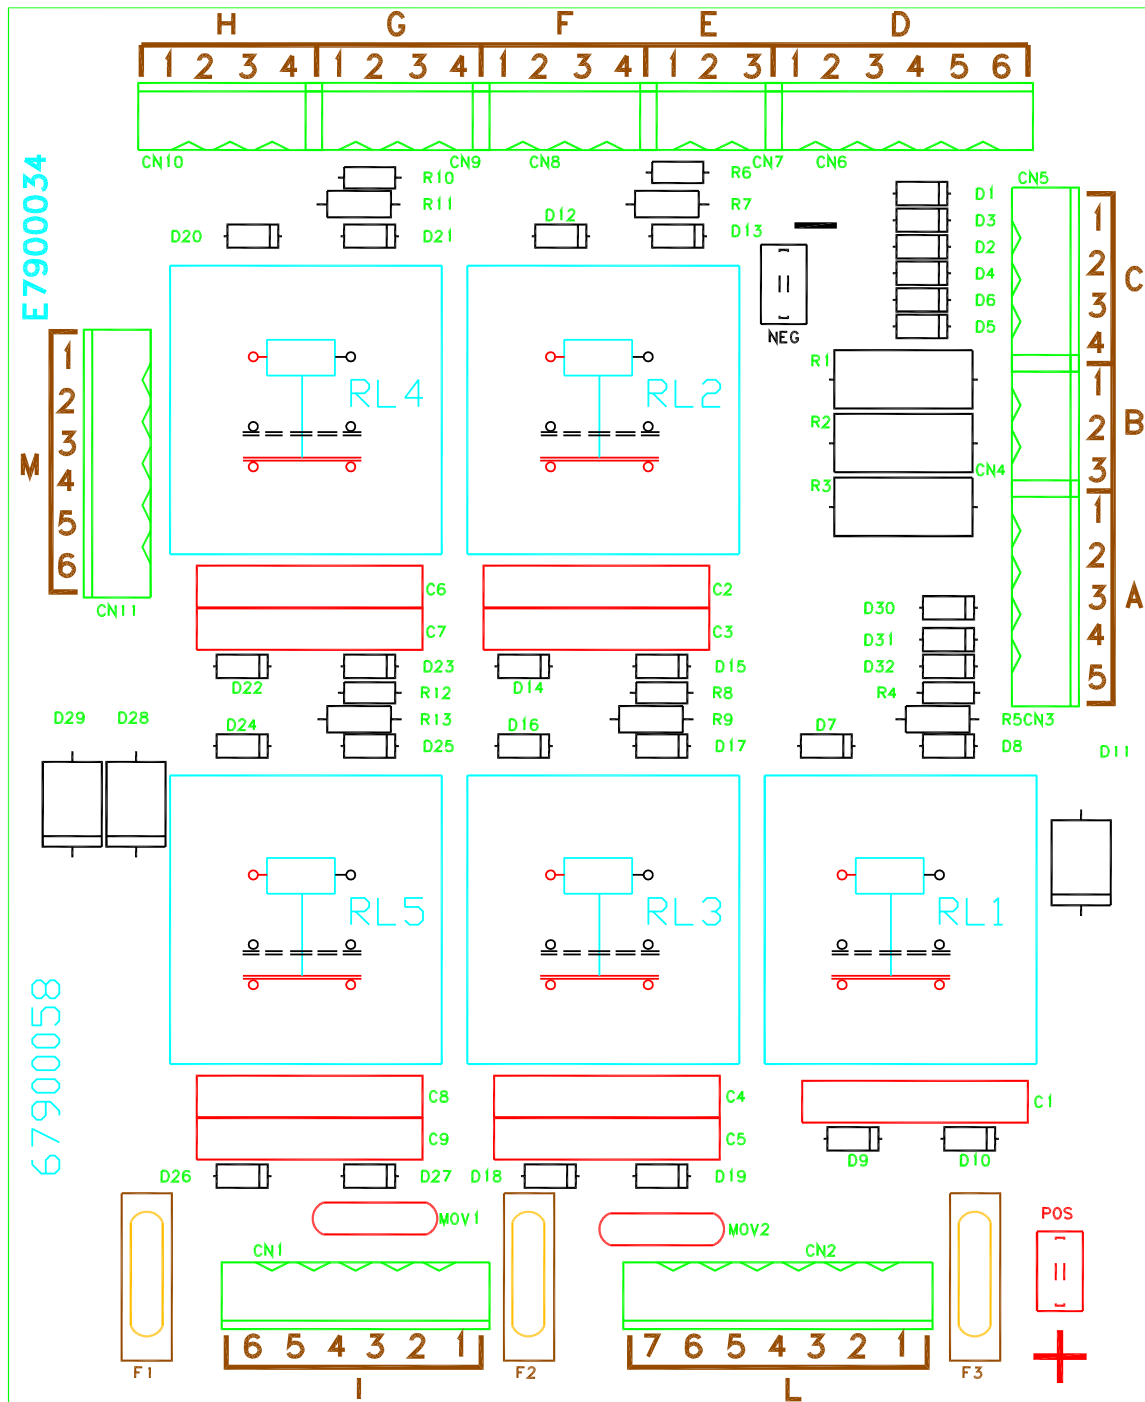 H G F E D
1 2 3 4 1 2 3 4 1 2 3 4 1 2 3 1 2 3 4 5 6
CN10 CN9 CN8 CN7 CN6
CN5
E7900034
R10 R6
D1
R11 R7
D12
D3
D20 D21 D13
D2
D4
D6
D5
NEG
1
2
3
4
C
R1
RL4 RL2
1
2
3
B
R2
CN4
R3
1
2
3
4
5
6
M
CN11
1
2
3
4
5
A
C6 C2
C7 C3
D30
D31
D23 D15 D32
D22 D14
R12 R8 R4
D29 D28
R13 R9 R5CN3
D24 D16 D7
D25 D17 D8
D11
RL5 RL3 RL1
67900058
C8 C4 C1
C9 C5
D9 D10
D26 D27 D18 D19
MOV1 MOV2
POS
CN1 CN2
6 5 4 3 2 1 7 6 5 4 3 2 1
+
F1 F2 F3
I L